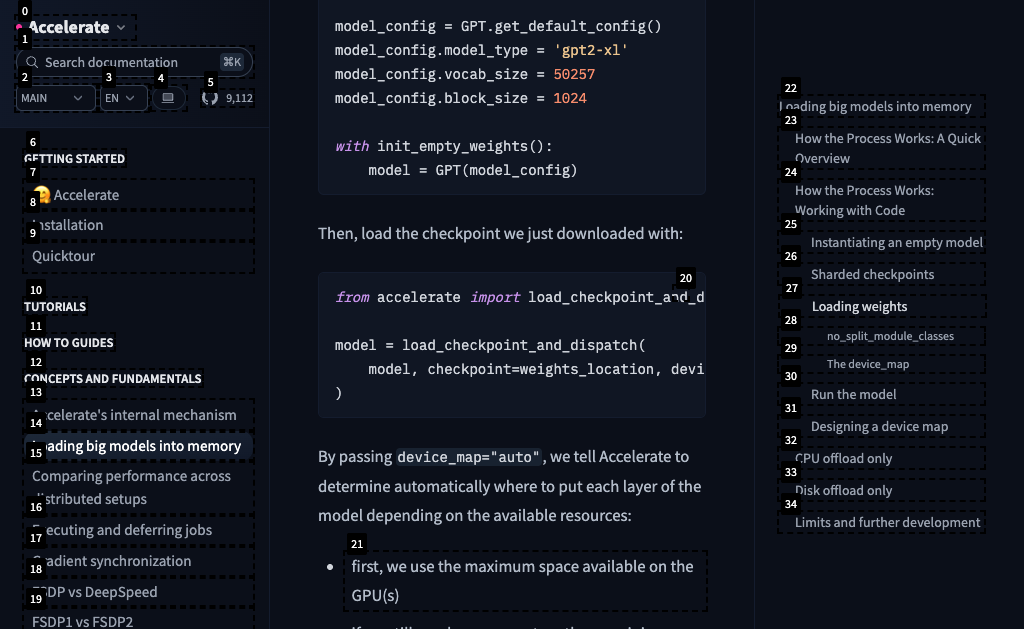 Accelerate
Search documentation
⌘K
MAIN
EN
9,112
GETTING STARTED
🤗 Accelerate
Installation
Quicktour
TUTORIALS
HOW TO GUIDES
CONCEPTS AND FUNDAMENTALS
Accelerate's internal mechanism
Loading big models into memory
Comparing performance across
distributed setups
Executing and deferring jobs
Gradient synchronization
FSDP vs DeepSpeed
FSDP1 vs FSDP2
model_config = GPT.get_default_config()
model_config.model_type = 'gpt2-xl'
model_config.vocab_size = 50257
model_config.block_size = 1024
with init_empty_weights():
    model = GPT(model_config)
Then, load the checkpoint we just downloaded with:
from accelerate import load_checkpoint_and_d
model = load_checkpoint_and_dispatch(
    model, checkpoint=weights_location, devi
)
By passing device_map="auto", we tell Accelerate to
determine automatically where to put each layer of the
model depending on the available resources:
first, we use the maximum space available on the
GPU(s)
Loading big models into memory
How the Process Works: A Quick
Overview
How the Process Works:
Working with Code
Instantiating an empty model
Sharded checkpoints
Loading weights
no_split_module_classes
The device_map
Run the model
Designing a device map
CPU offload only
Disk offload only
Limits and further development
0
1
2
3
4
5
6
7
8
9
10
11
12
13
14
15
16
17
18
19
20
21
22
23
24
25
26
27
28
29
30
31
32
33
34